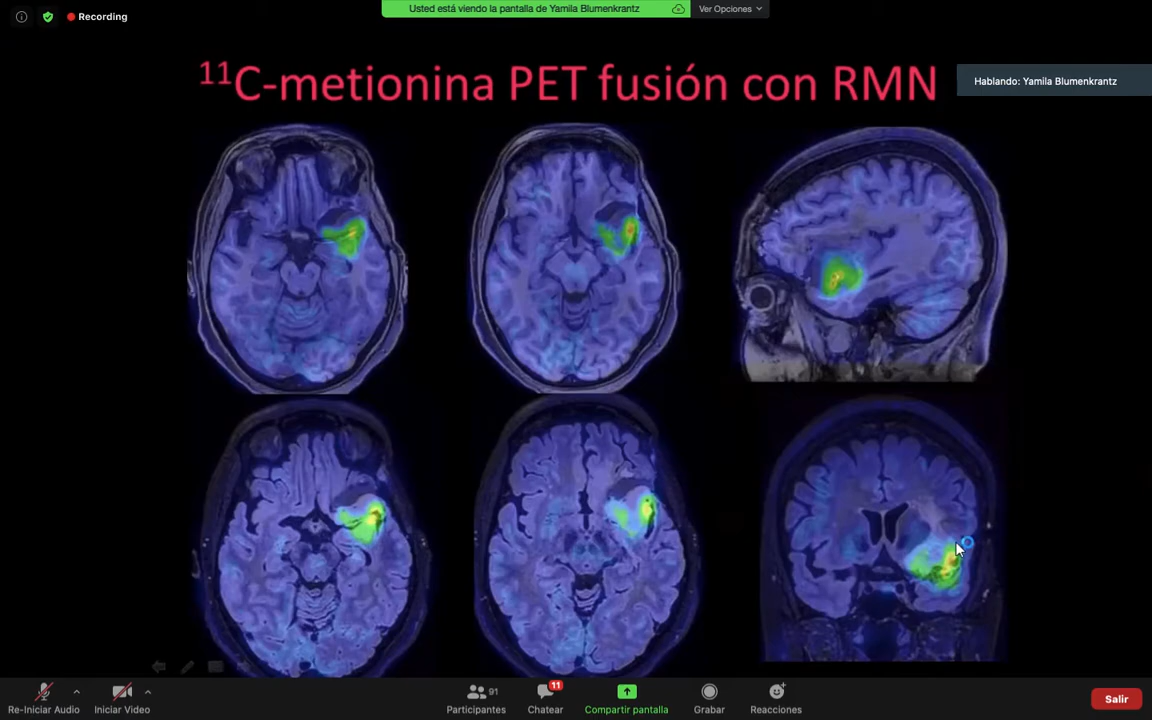 Recording
Usted está viendo la pantalla de Yamila Blumenkrantz
Ver Opciones
¹¹C-metionina PET fusión con RMN
Hablando: Yamila Blumenkrantz
Re-Iniciar Audio
Iniciar Video
91
Participantes
11
Chatear
Compartir pantalla
Grabar
Reacciones
Salir